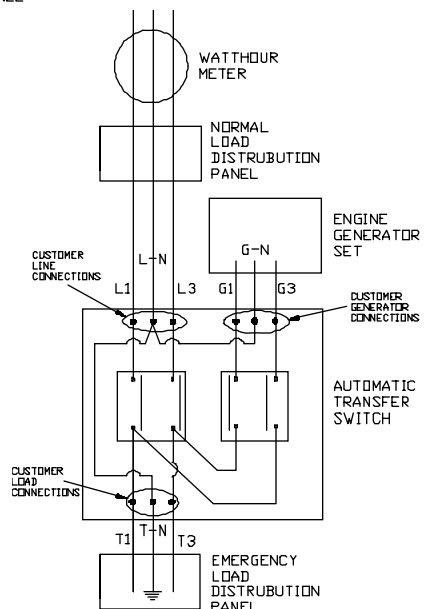 WATTHOUR
METER
NORMAL
LOAD
DISTRUBUTION
PANEL
ENGINE
GENERATOR
SET
G-N
L-N
CUSTOMER
LINE
CONNECTIONS
L1
L3
G1
G3
CUSTOMER
GENERATOR
CONNECTIONS
AUTOMATIC
TRANSFER
SWITCH
CUSTOMER
LOAD
CONNECTIONS
T1
T-N
T3
EMERGENCY
LOAD
DISTRUBUTION
PANEL